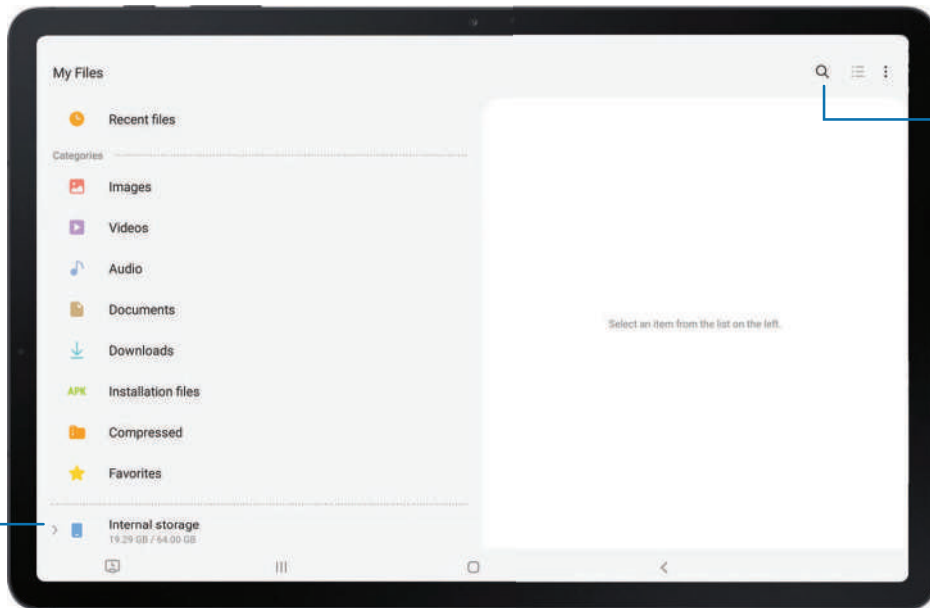 My Files
Recent files
Categories
Images
Videos
Audio
Documents
Select an item from the list on the left.
Downloads
APK Installation files
Compressed
Favorites
Internal storage
19.29 GB / 64.00 GB